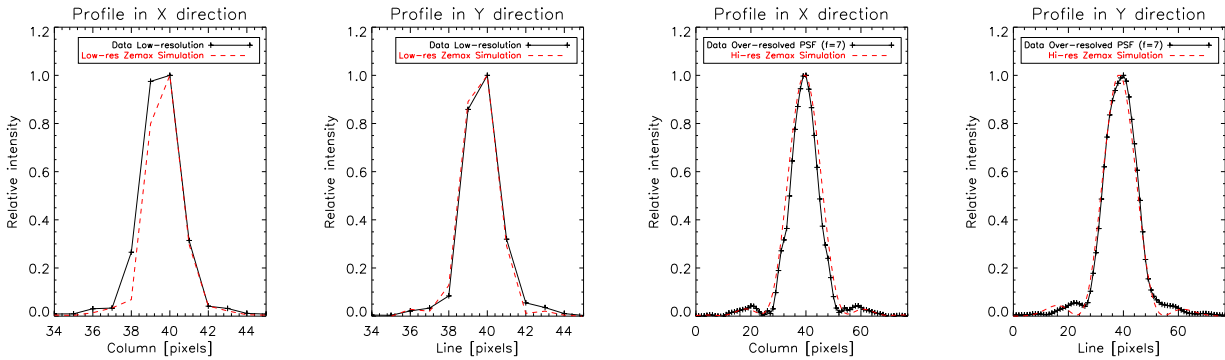 Profile in X direction
1.2
1.0
0.8
0.6
0.4
0.2
0.0
Relative intensity
Data Low-resolution
Low-res Zemax Simulation
34 36 38 40 42 44
Column [pixels]
Profile in Y direction
1.2
1.0
0.8
0.6
0.4
0.2
0.0
Relative intensity
Data Low-resolution
Low-res Zemax Simulation
34 36 38 40 42 44
Line [pixels]
Profile in X direction
1.2
1.0
0.8
0.6
0.4
0.2
0.0
Relative intensity
Data Over-resolved PSF (f=7)
Hi-res Zemax Simulation
0 20 40 60
Column [pixels]
Profile in Y direction
1.2
1.0
0.8
0.6
0.4
0.2
0.0
Relative intensity
Data Over-resolved PSF (f=7)
Hi-res Zemax Simulation
0 20 40 60
Line [pixels]